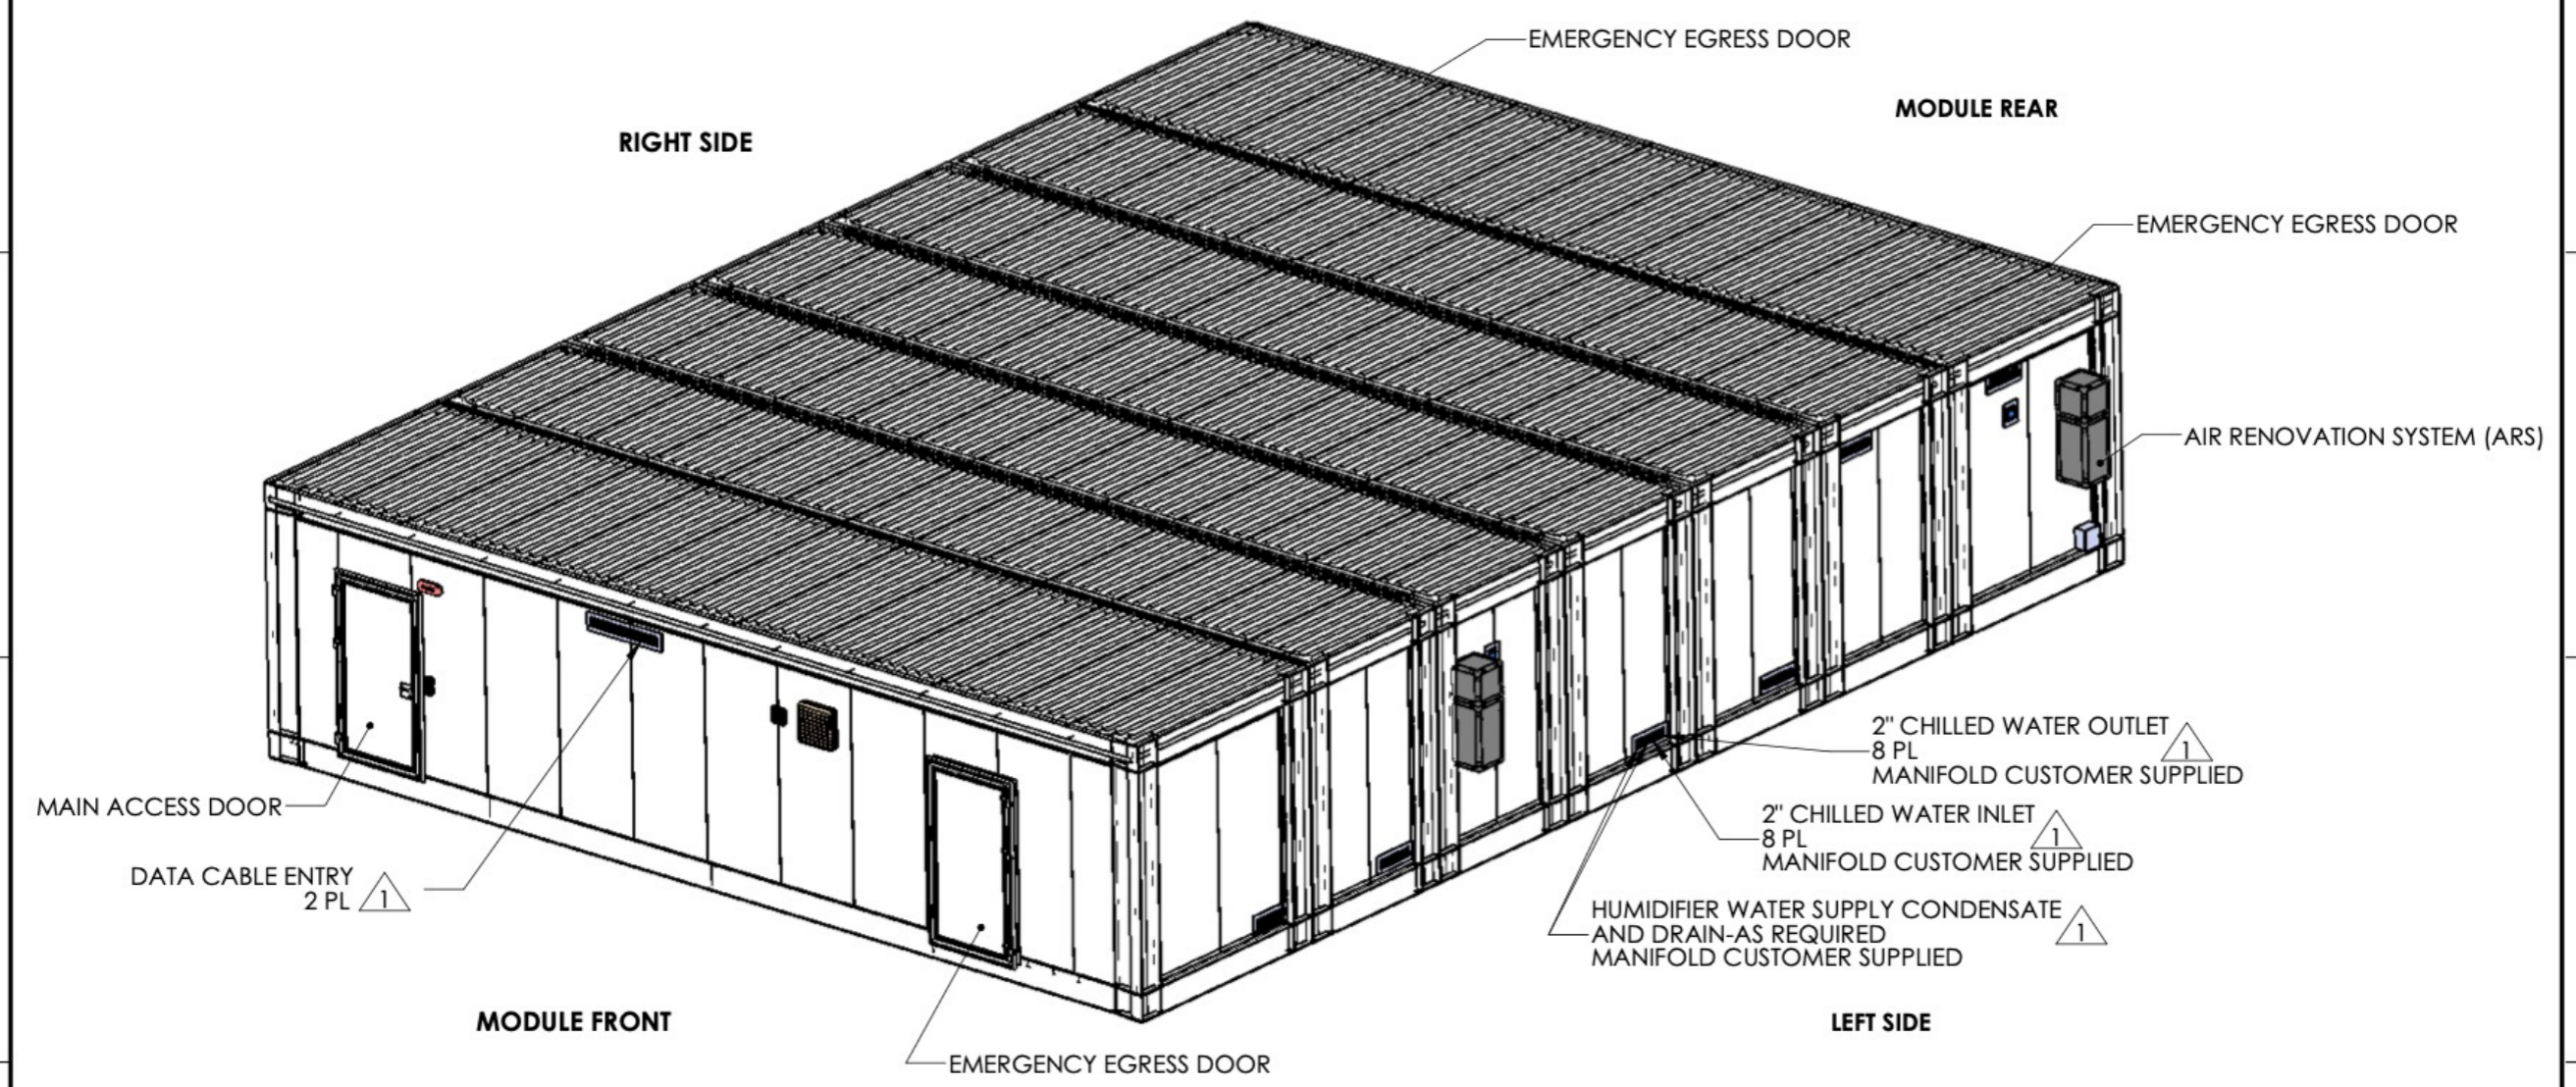 EMERGENCY EGRESS DOOR
MODULE REAR
RIGHT SIDE
EMERGENCY EGRESS DOOR
AIR RENOVATION SYSTEM (ARS)
2" CHILLED WATER OUTLET
8 PL
1
MANIFOLD CUSTOMER SUPPLIED
MAIN ACCESS DOOR
2" CHILLED WATER INLET
8 PL
1
MANIFOLD CUSTOMER SUPPLIED
DATA CABLE ENTRY
2 PL
1
HUMIDIFIER WATER SUPPLY CONDENSATE
AND DRAIN-AS REQUIRED
1
MANIFOLD CUSTOMER SUPPLIED
MODULE FRONT
LEFT SIDE
EMERGENCY EGRESS DOOR